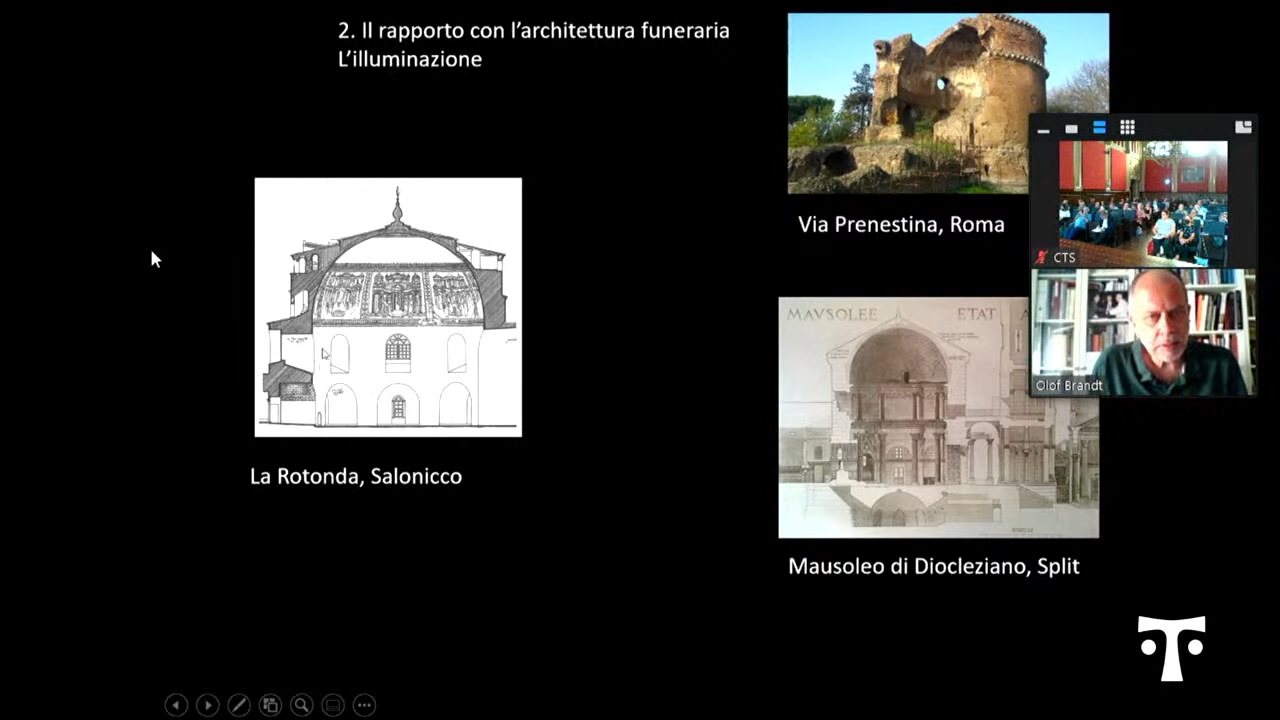 2. Il rapporto con l’architettura funeraria
L’illuminazione
Via Prenestina, Roma
CTS
MAVSOLEE ETAT
Olof Brandt
La Rotonda, Salonicco
Mausoleo di Diocleziano, Split